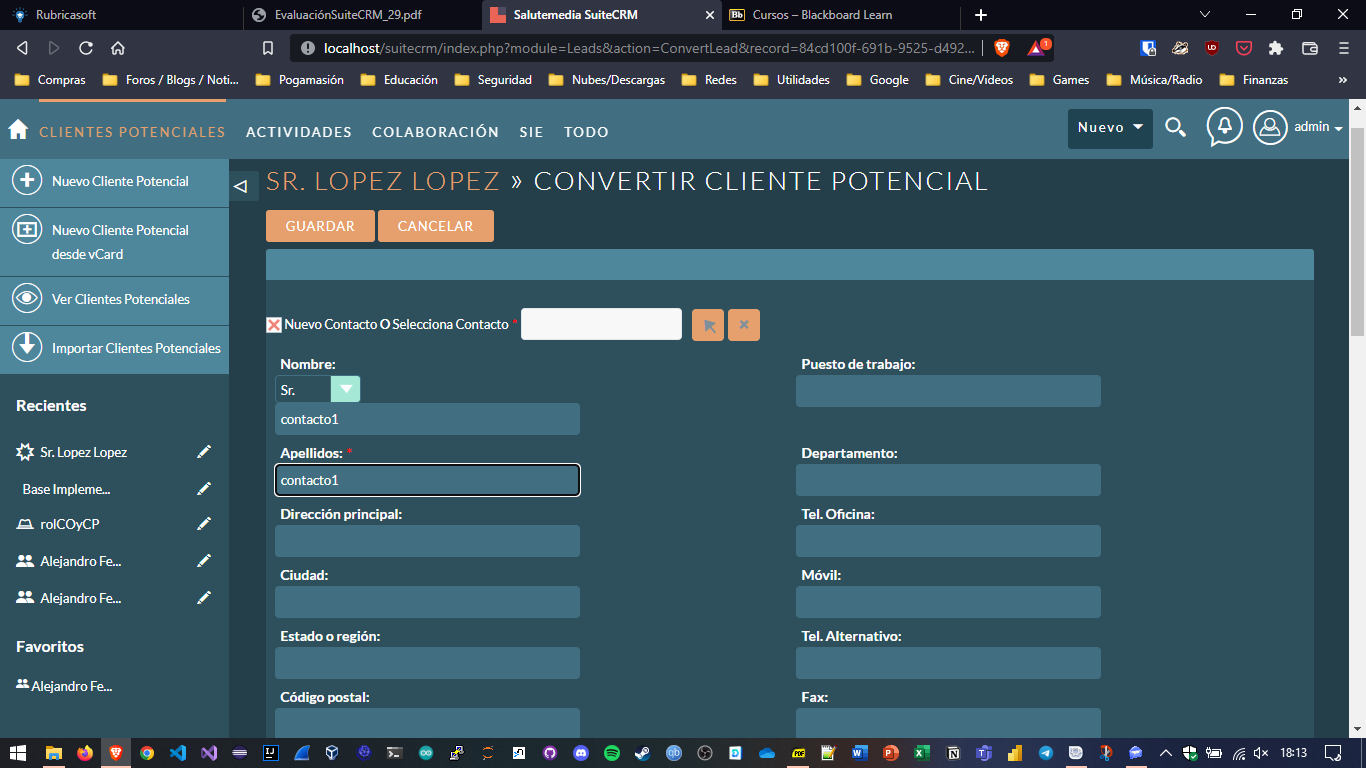 Rubricasoft
EvaluaciónSuiteCRM_29.pdf
Salutemedia SuiteCRM
Bb Cursos – Blackboard Learn
localhost/suitecrm/index.php?module=Leads&action=ConvertLead&record=84cd100f-691b-9525-d492...
1
Compras
Foros / Blogs / Noti...
Pogamasión
Educación
Seguridad
Nubes/Descargas
Redes
Utilidades
Google
Cine/Videos
Games
Música/Radio
Finanzas
»
CLIENTES POTENCIALES
ACTIVIDADES
COLABORACIÓN
SIE
TODO
Nuevo
admin
Nuevo Cliente Potencial
Nuevo Cliente Potencial
desde vCard
Ver Clientes Potenciales
Importar Clientes Potenciales
Recientes
Sr. Lopez Lopez
Base Impleme...
rolCOyCP
Alejandro Fe...
Alejandro Fe...
Favoritos
Alejandro Fe...
SR. LOPEZ LOPEZ » CONVERTIR CLIENTE POTENCIAL
GUARDAR
CANCELAR
Nuevo Contacto O Selecciona Contacto *
Nombre:
Sr.
contacto1
Puesto de trabajo:
Apellidos: *
contacto1
Departamento:
Dirección principal:
Tel. Oficina:
Ciudad:
Móvil:
Estado o región:
Tel. Alternativo:
Código postal:
Fax:
18:13